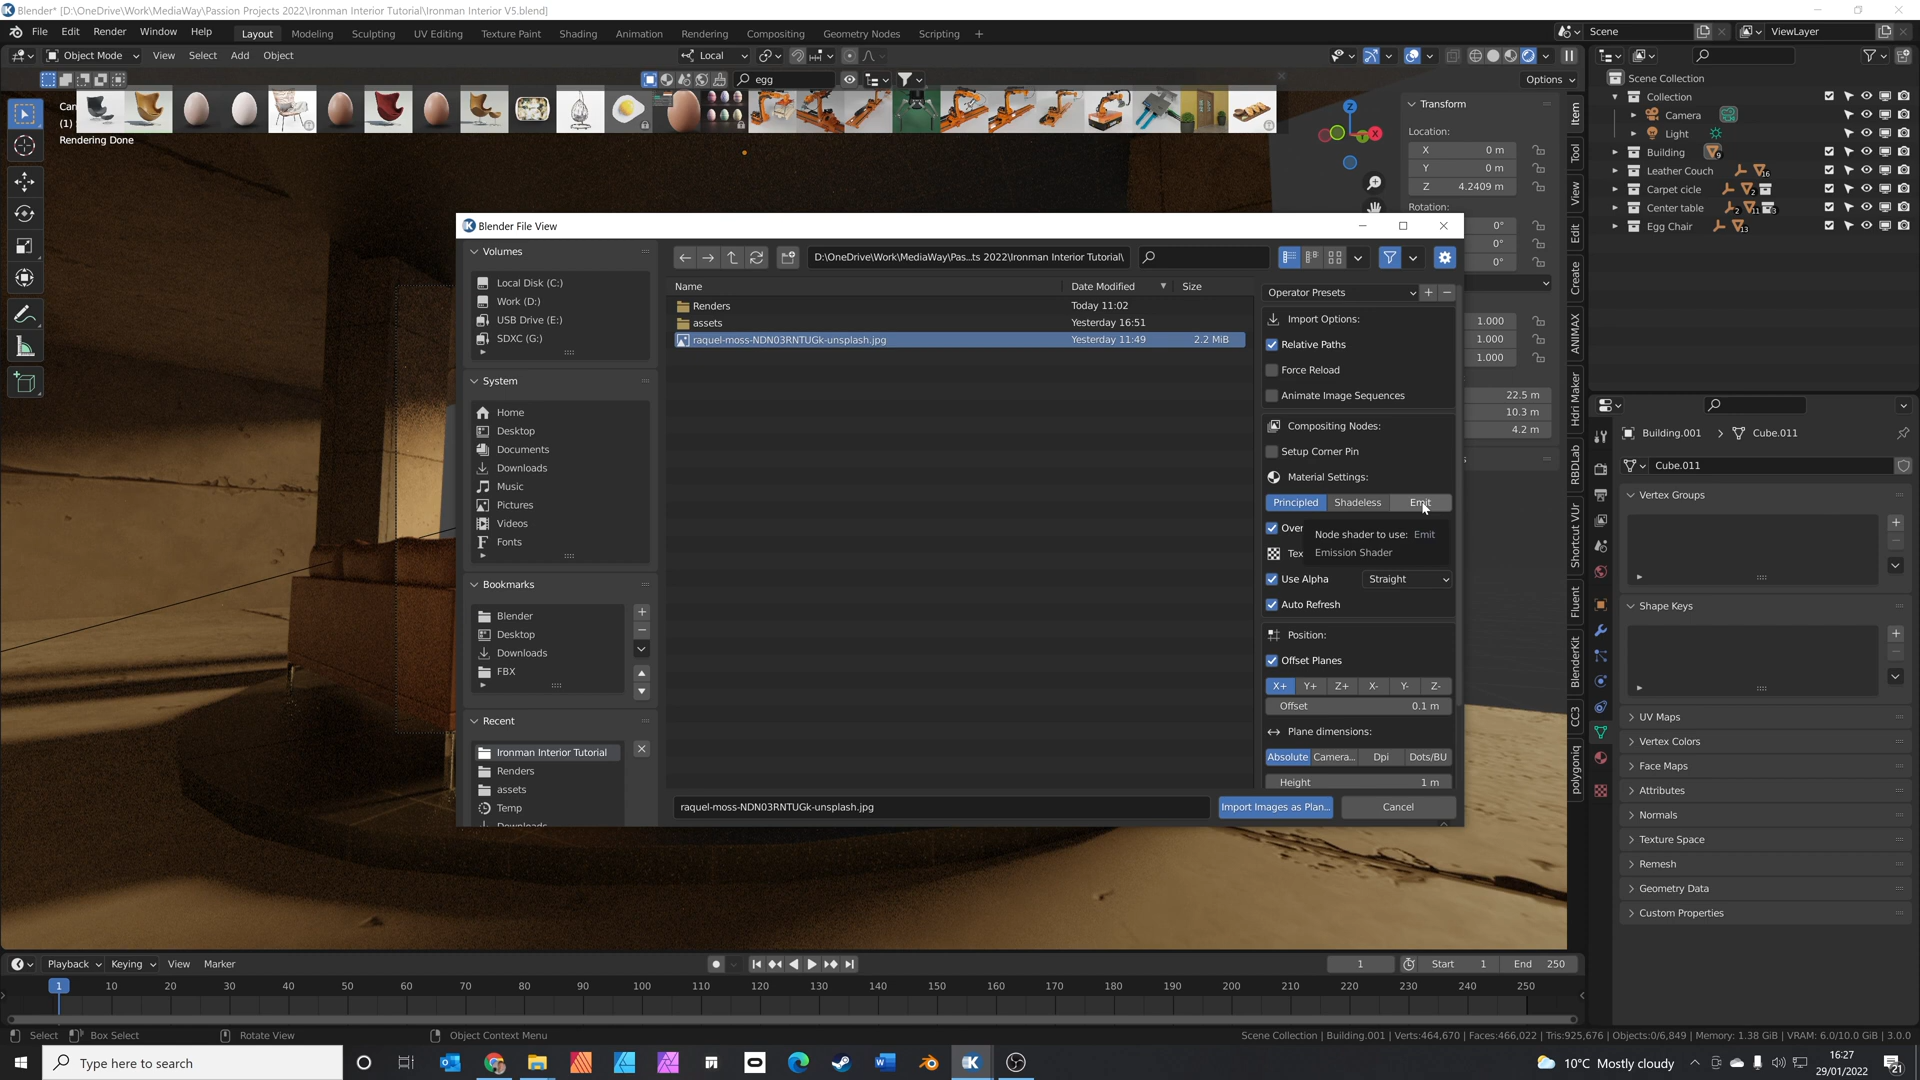 Blender* [D:\OneDrive\Work\MediaWay\Passion Projects 2022\Ironman Interior Tutorial\Ironman Interior V5.blend]
File Edit Render Window Help Layout Modeling Sculpting UV Editing Texture Paint Shading Animation Rendering Compositing Geometry Nodes Scripting + Scene ViewLayer
Object Mode View Select Add Object Local
egg Options
Cam
(1)
Rendering Done
Z
X
Y
Transform
Location:
X 0 m
Y 0 m
Z 4.2409 m
Rotation:
0°
0°
0°
1.000
1.000
1.000
22.5 m
10.3 m
4.2 m
Item
Tool
View
Edit
Create
ANIMAX
Hdri Maker
RBDLab
Shortcut VUr
Fluent
BlenderKit
CC3
polygoniq
Scene Collection
Collection
Camera
Light
Building 9
Leather Couch 16
Carpet cicle 2
Center table 2 11 3
Egg Chair 13
Building.001 > Cube.011
Cube.011
Vertex Groups
Shape Keys
UV Maps
Vertex Colors
Face Maps
Attributes
Normals
Texture Space
Remesh
Geometry Data
Custom Properties
Blender File View
Volumes
Local Disk (C:)
Work (D:)
USB Drive (E:)
SDXC (G:)
System
Home
Desktop
Documents
Downloads
Music
Pictures
Videos
Fonts
Bookmarks
Blender
Desktop
Downloads
FBX
Recent
Ironman Interior Tutorial
Renders
assets
Temp
D:\OneDrive\Work\MediaWay\Pas...ts 2022\Ironman Interior Tutorial\
Name Date Modified Size
Renders Today 11:02
assets Yesterday 16:51
raquel-moss-NDN03RNTUGk-unsplash.jpg Yesterday 11:49 2.2 MiB
Operator Presets
Import Options:
Relative Paths
Force Reload
Animate Image Sequences
Compositing Nodes:
Setup Corner Pin
Material Settings:
Principled Shadeless Emit
Over
Node shader to use: Emit
Emission Shader
Tex
Use Alpha Straight
Auto Refresh
Position:
Offset Planes
X+ Y+ Z+ X- Y- Z-
Offset 0.1 m
Plane dimensions:
Absolute Camera... Dpi Dots/BU
Height 1 m
raquel-moss-NDN03RNTUGk-unsplash.jpg Import Images as Plan... Cancel
Playback Keying View Marker 1 Start 1 End 250
1 10 20 30 40 50 60 70 80 90 100 110 120 130 140 150 160 170 180 190 200 210 220 230 240 250
Select Box Select Rotate View Object Context Menu Scene Collection | Building.001 | Verts:464,670 | Faces:466,022 | Tris:925,676 | Objects:0/6,849 | Memory: 1.38 GiB | VRAM: 6.0/10.0 GiB | 3.0.0
Type here to search 10°C Mostly cloudy 16:27
29/01/2022 21